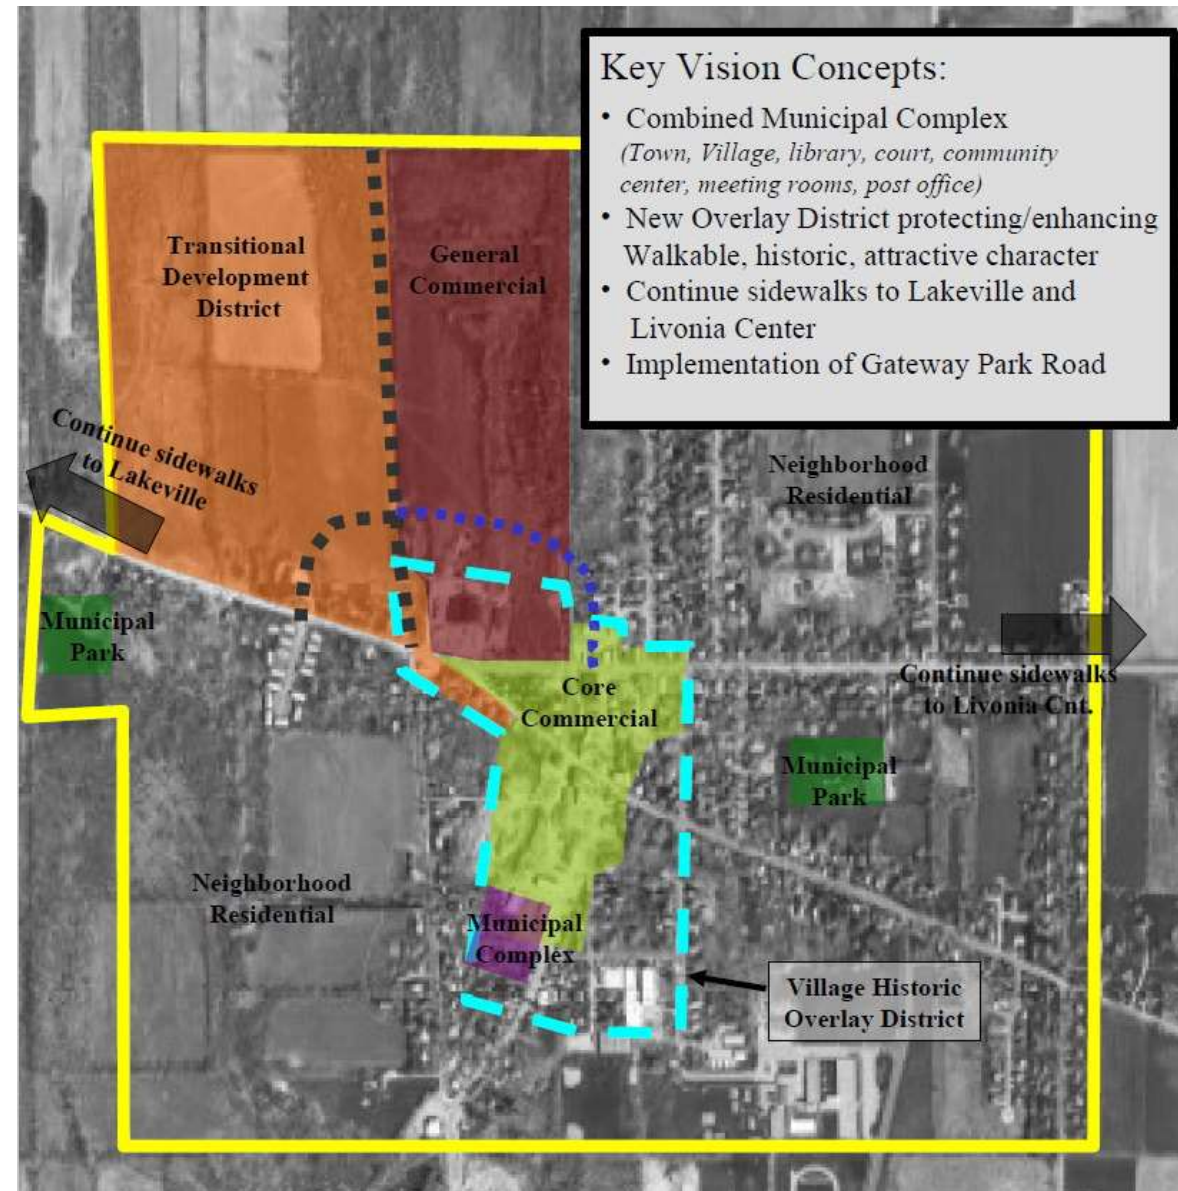 Key Vision Concepts:
• Combined Municipal Complex
(Town, Village, library, court, community
center, meeting rooms, post office)
• New Overlay District protecting/enhancing
Walkable, historic, attractive character
• Continue sidewalks to Lakeville and
Livonia Center
• Implementation of Gateway Park Road
Transitional
Development
District
General
Commercial
Continue sidewalks
to Lakeville
Neighborhood
Residential
Municipal
Park
Continue sidewalks
to Livonia Cnt.
Core
Commercial
Municipal
Park
Neighborhood
Residential
Municipal
Complex
Village Historic
Overlay District